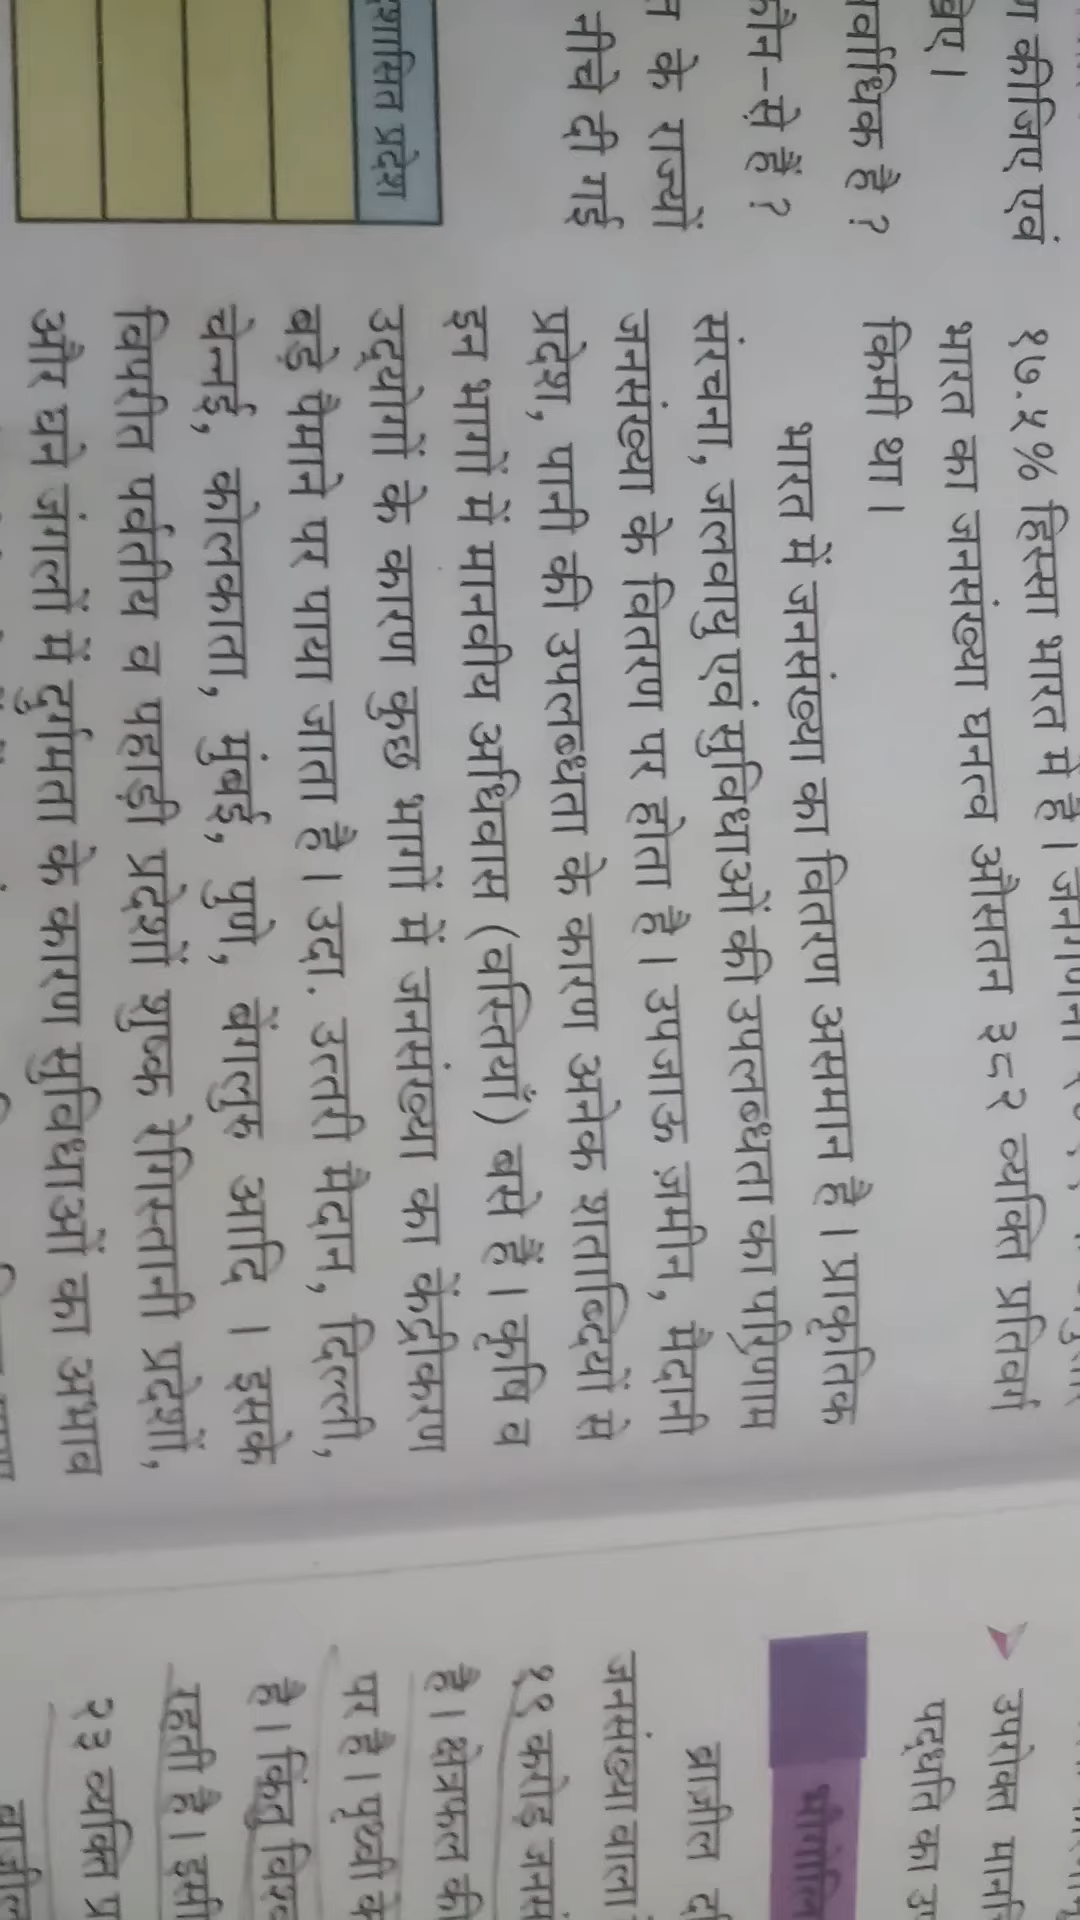 ण कीजिए एवं
खिए ।
र्वाधिक है ?
कौन-से हैं ?
के राज्यों
नीचे दी गई
प्रदेश
१७.५% हिस्सा भारत में है ।
भारत का जनसंख्या घनत्व औसतन ३८२ व्यक्ति प्रतिवर्ग
किमी था ।
भारत में जनसंख्या का वितरण असमान है । प्राकृतिक
संरचना, जलवायु एवं सुविधाओं की उपलब्धता का परिणाम
जनसंख्या के वितरण पर होता है । उपजाऊ ज़मीन, मैदानी
प्रदेश, पानी की उपलब्धता के कारण अनेक शताब्दियों से
इन भागों में मानवीय अधिवास (बस्तियाँ) बसे हैं । कृषि व
उद्योगों के कारण कुछ भागों में जनसंख्या का केंद्रीकरण
बड़े पैमाने पर पाया जाता है । उदा. उत्तरी मैदान, दिल्ली,
चेन्नई, कोलकाता, मुंबई, पुणे, बेंगलुरु आदि । इसके
विपरीत पर्वतीय व पहाड़ी प्रदेशों शुष्क रेगिस्तानी प्रदेशों,
और घने जंगलों में दुर्गमता के कारण सुविधाओं का अभाव
उपरोक्त
पद्धति का
ब्राज़ील
जनसंख्या वाला
१९ करोड़
है । क्षेत्रफल की
पर है । पृथ्वी
है । किंतु
रहती है ।
२३ व्यक्ति